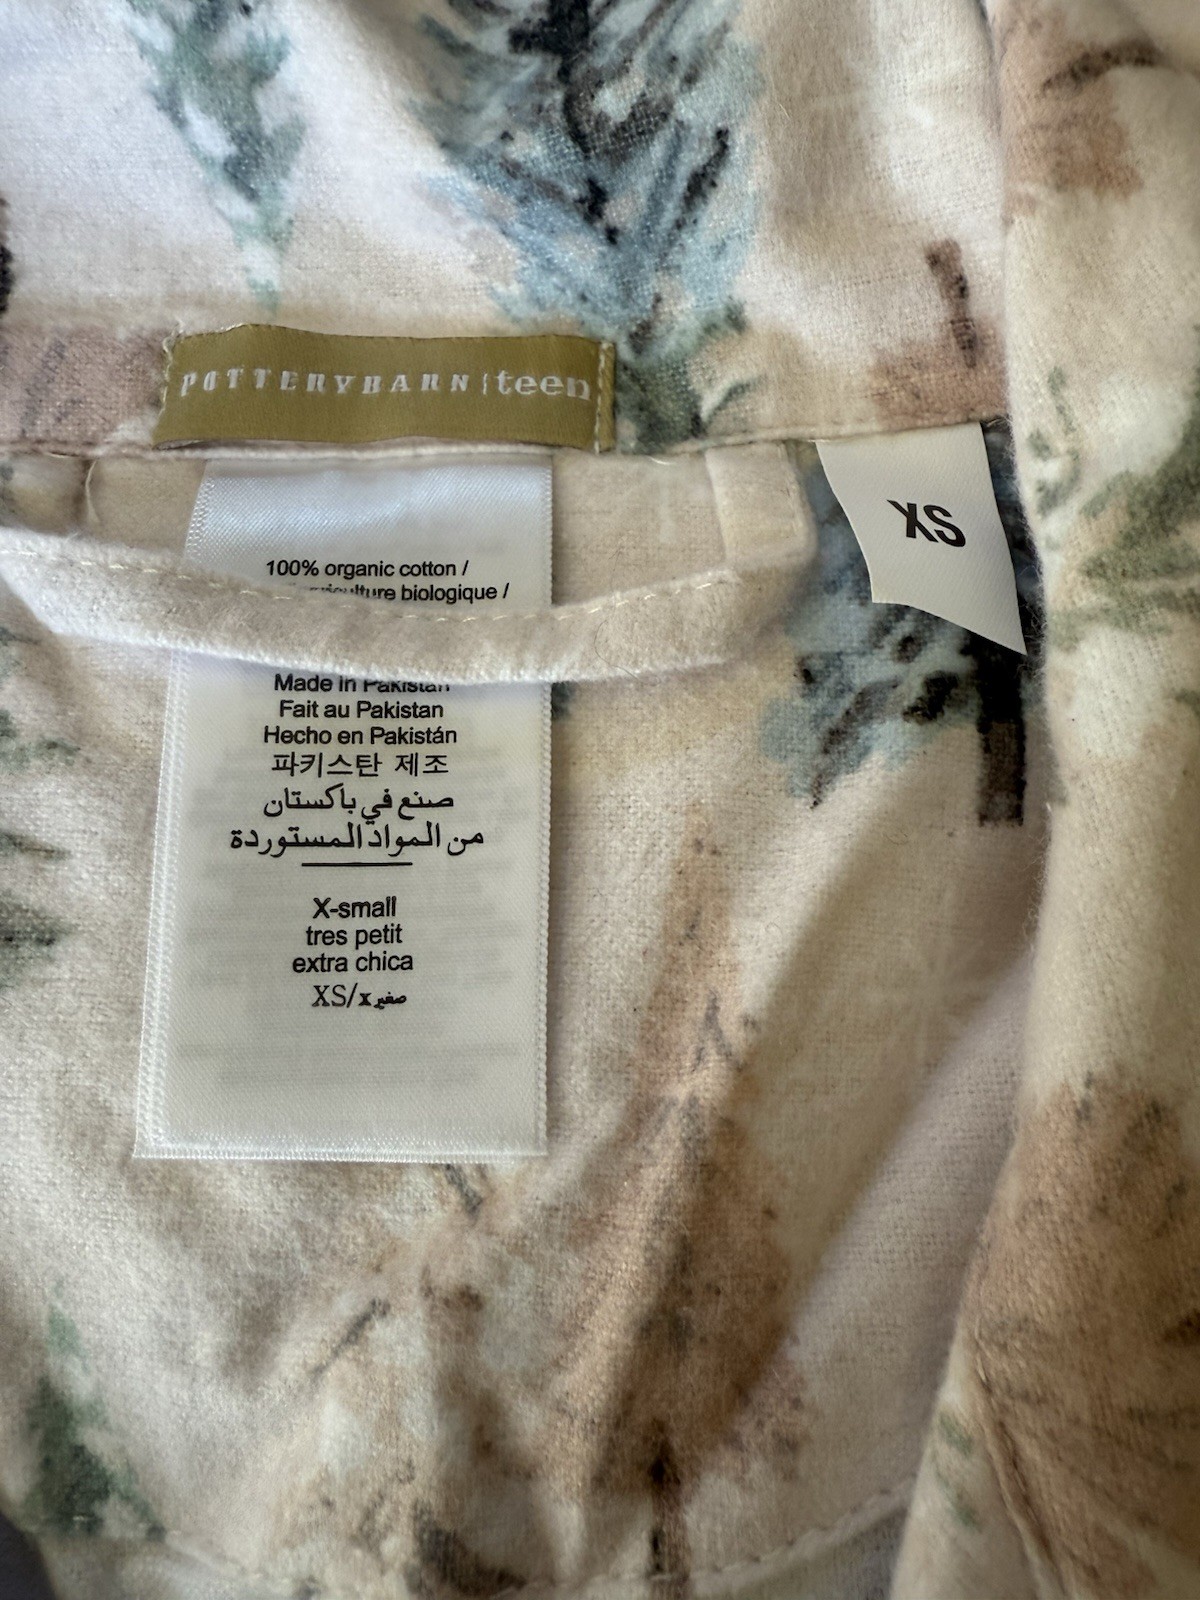 POTTERYBARN|teen
XS
100% organic cotton /
biologique /
Made in Pakistan
Fait au Pakistan
Hecho en Pakistán
파키스탄 제조
صنع في باكستان
من المواد المستوردة
X-small
tres petit
extra chica
XS/x صغير